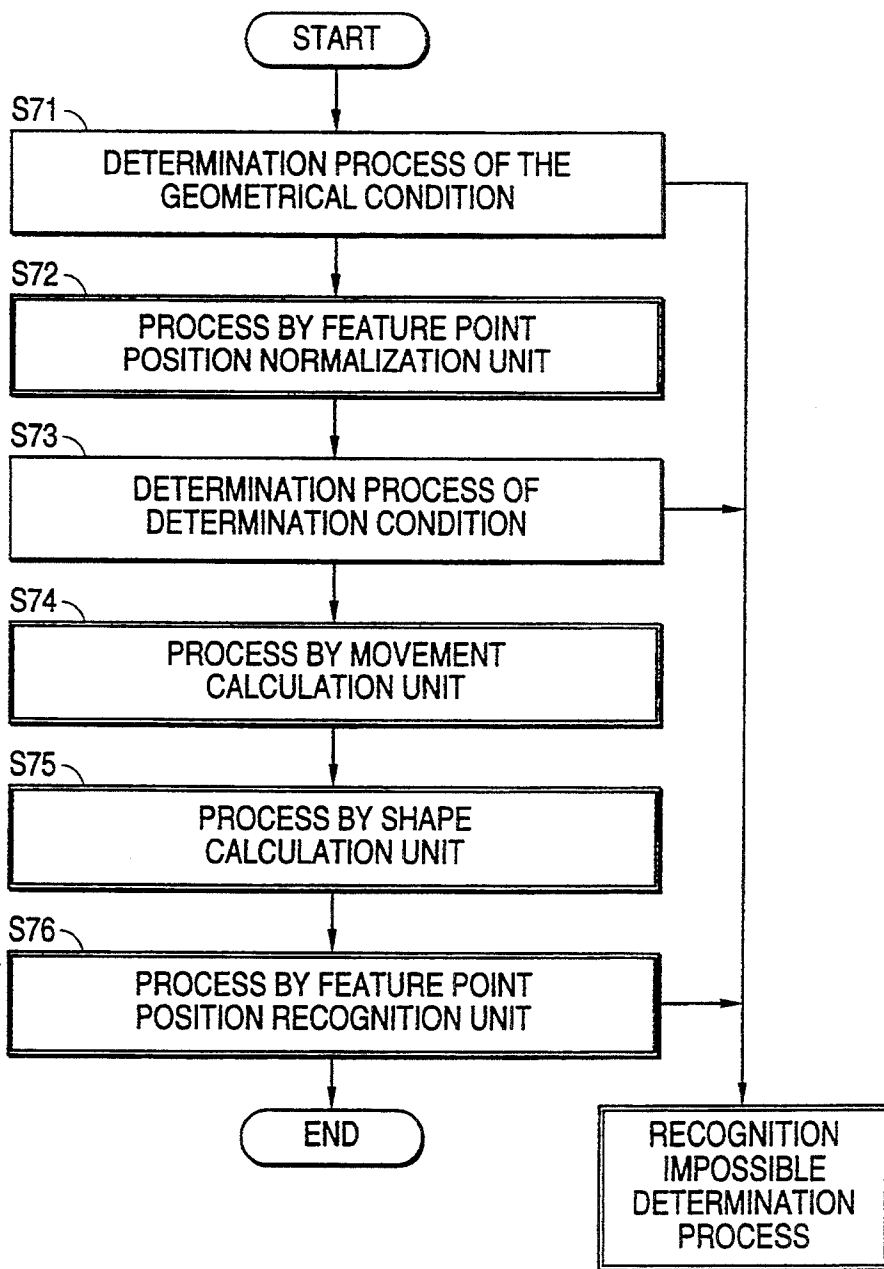 START
S71
DETERMINATION PROCESS OF THE
GEOMETRICAL CONDITION
S72
PROCESS BY FEATURE POINT
POSITION NORMALIZATION UNIT
S73
DETERMINATION PROCESS OF
DETERMINATION CONDITION
S74
PROCESS BY MOVEMENT
CALCULATION UNIT
S75
PROCESS BY SHAPE
CALCULATION UNIT
S76
PROCESS BY FEATURE POINT
POSITION RECOGNITION UNIT
END
RECOGNITION
IMPOSSIBLE
DETERMINATION
PROCESS